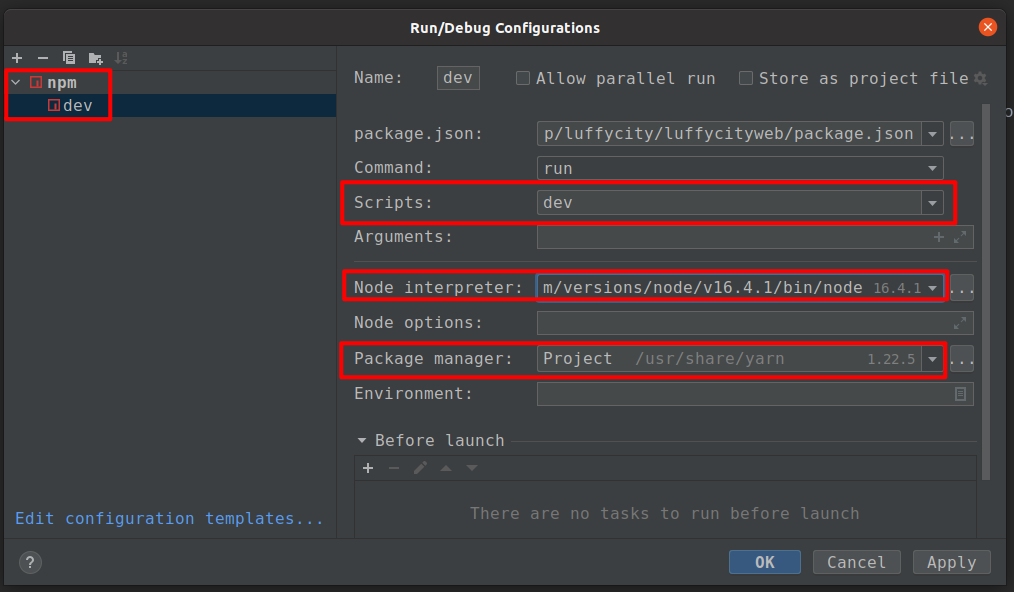 Run/Debug Configurations
npm
dev
Name: dev Allow parallel run Store as project file
package.json: p/luffycity/luffycityweb/package.json ...
Command: run
Scripts: dev
Arguments:
Node interpreter: m/versions/node/v16.4.1/bin/node 16.4.1 ...
Node options:
Package manager: Project /usr/share/yarn 1.22.5 ...
Environment:
Before launch
There are no tasks to run before launch
Edit configuration templates...
? OK Cancel Apply